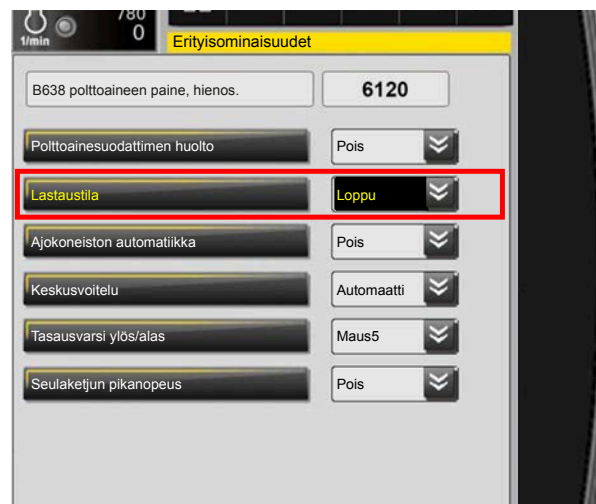 780
1/min 0
Erityisominaisuudet
B638 polttoaineen paine, hienos. 6120
Polttoainesuodattimen huolto Pois
Lastaustila Loppu
Ajokoneiston automatiikka Pois
Keskusvoitelu Automaatti
Tasausvarsi ylös/alas Maus5
Seulaketjun pikanopeus Pois